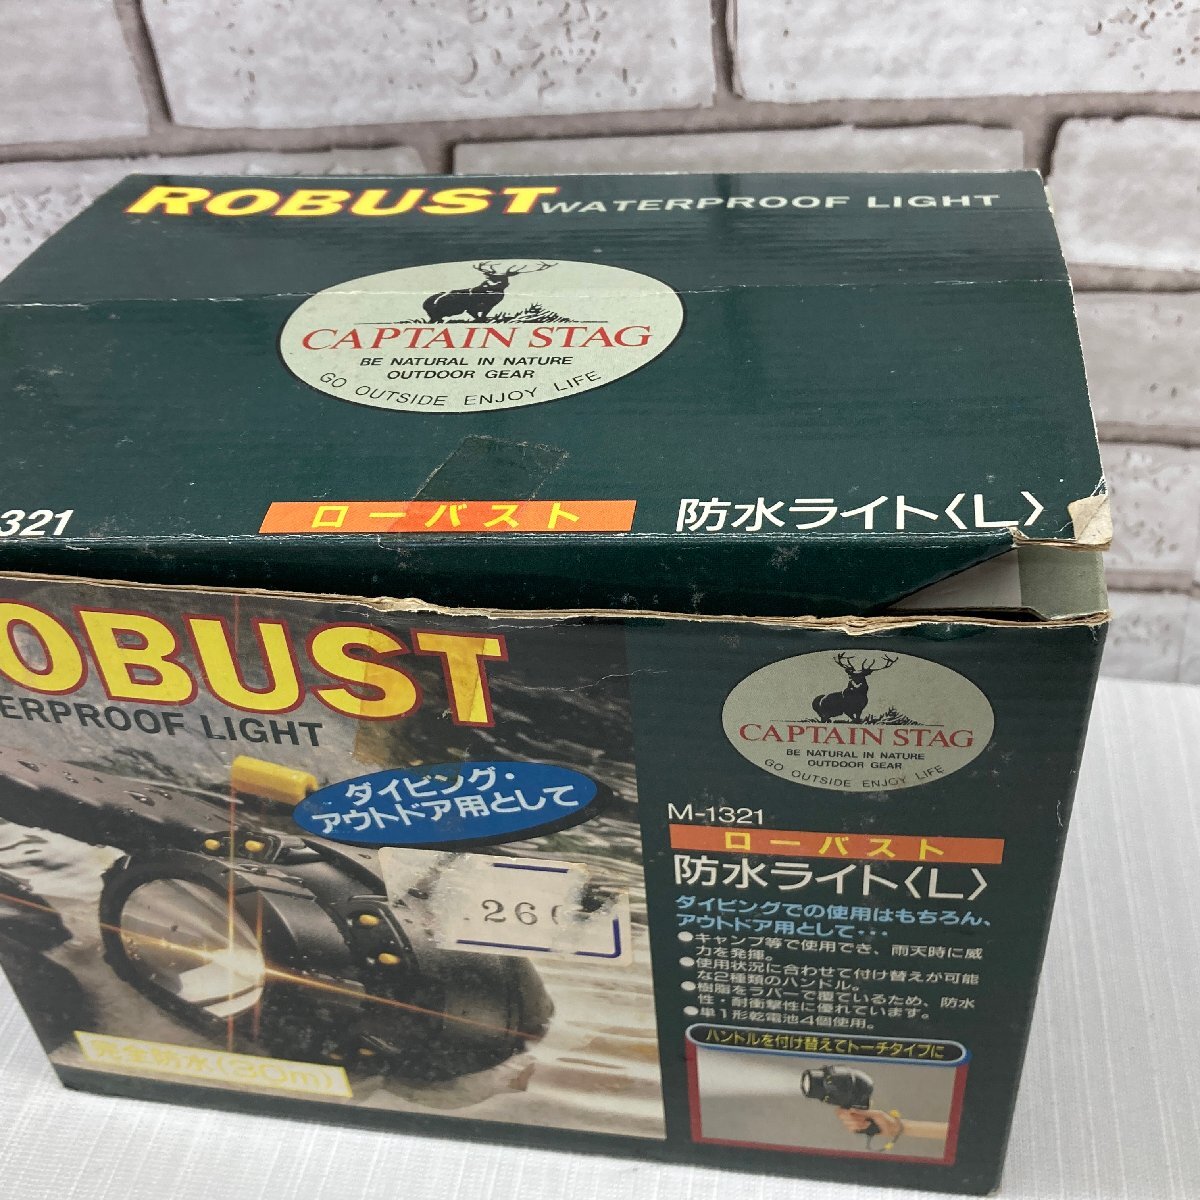 ROBUST WATERPROOF LIGHT
CAPTAIN STAG
BE NATURAL IN NATURE
OUTDOOR GEAR
GO OUTSIDE ENJOY LIFE
321
ローバスト
防水ライト〈L〉
OBUST
ERPROOF LIGHT
ダイビング・
アウトドア用として
260
完全防水(30m)
CAPTAIN STAG
BE NATURAL IN NATURE
OUTDOOR GEAR
GO OUTSIDE ENJOY LIFE
M-1321
ローバスト
防水ライト〈L〉
ダイビングでの使用はもちろん、
アウトドア用として・・・
●キャンプ等で使用でき、雨天時に威
力を発揮。
●使用状況に合わせて付け替えが可能
な2種類のハンドル。
●樹脂をラバーで覆ているため、防水
性・耐衝撃性に優れています。
●単1形乾電池4個使用。
ハンドルを付け替えてトーチタイプに